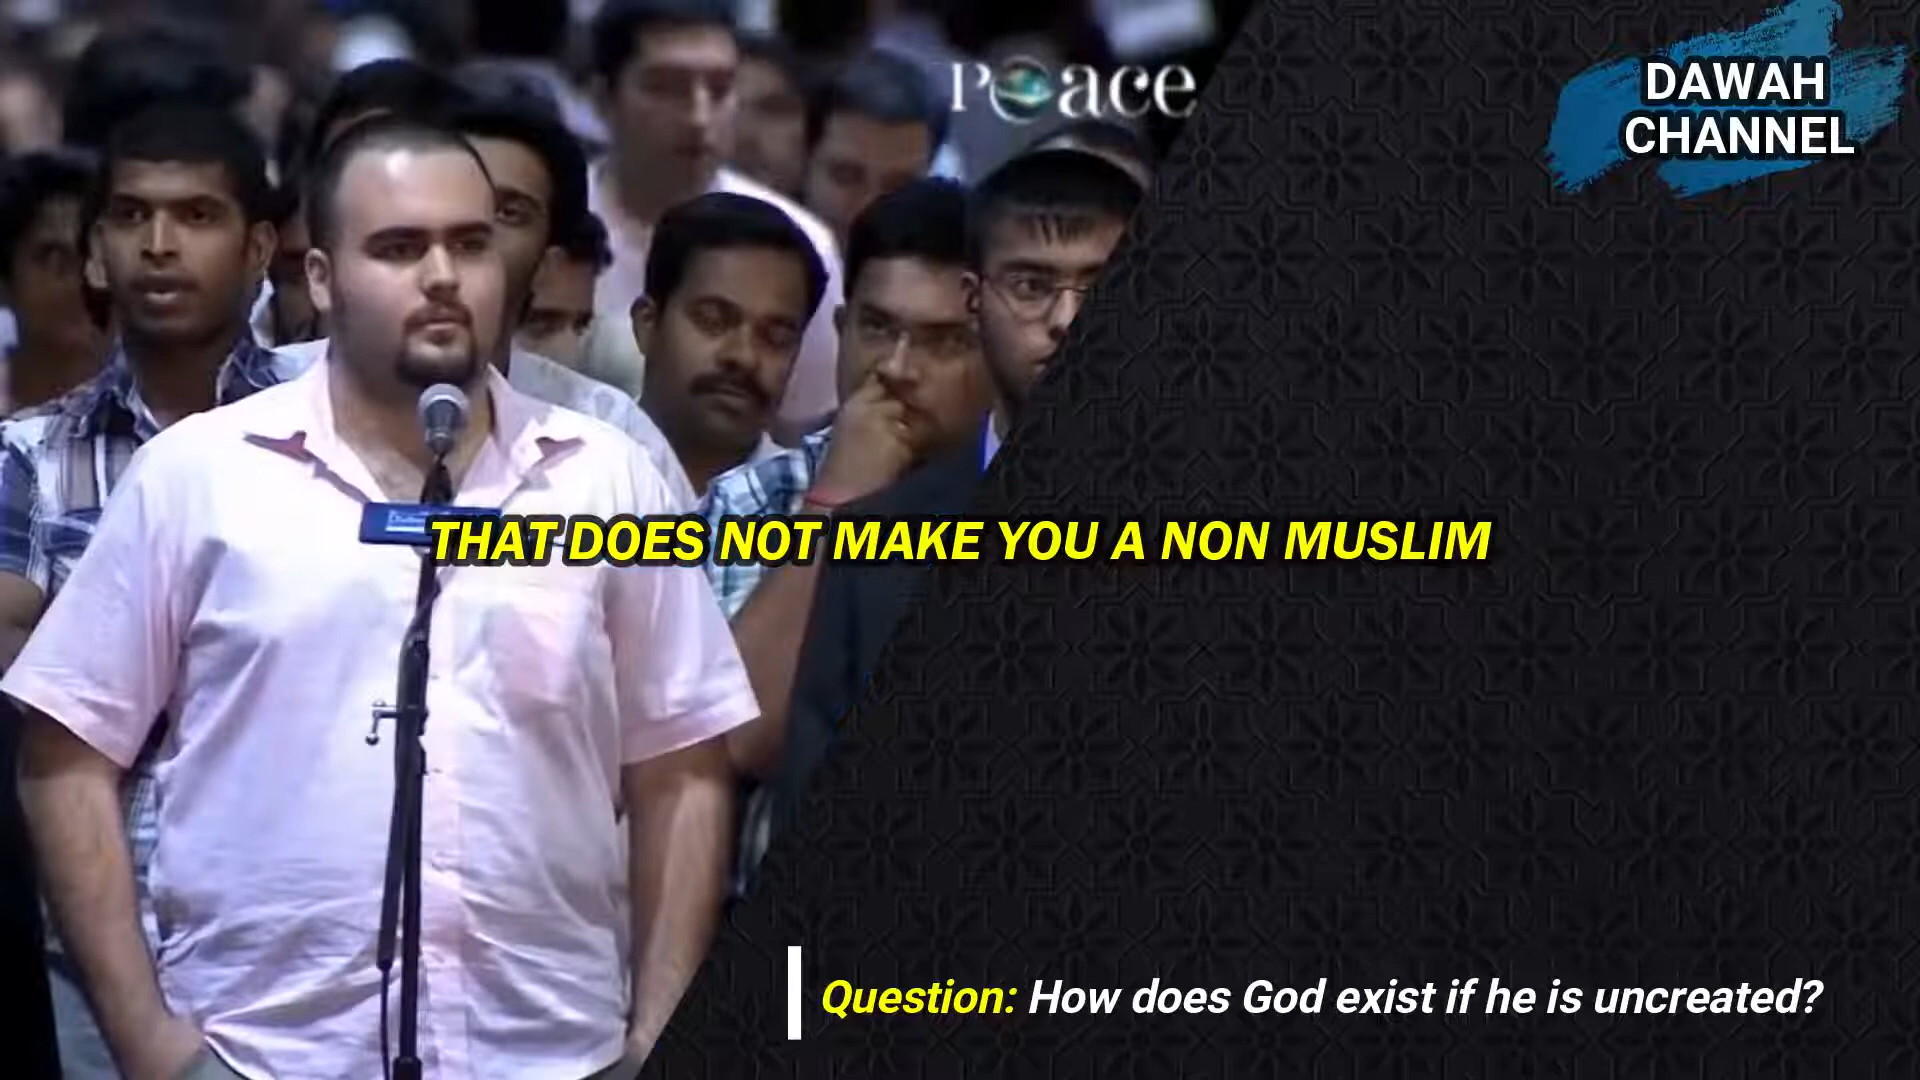 Peace
DAWAH
CHANNEL
THAT DOES NOT MAKE YOU A NON MUSLIM
Question: How does God exist if he is uncreated?